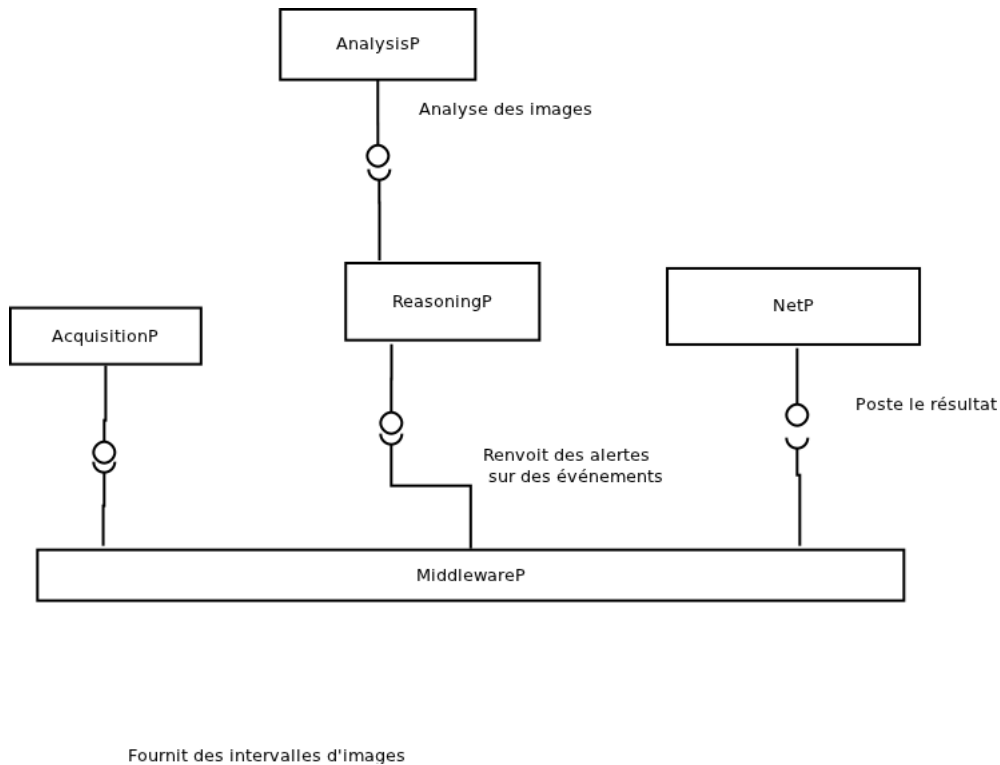 AnalysisP
Analyse des images
ReasoningP
NetP
AcquisitionP
Poste le résultat
Renvoit des alertes
sur des événements
MiddlewareP
Fournit des intervalles d'images